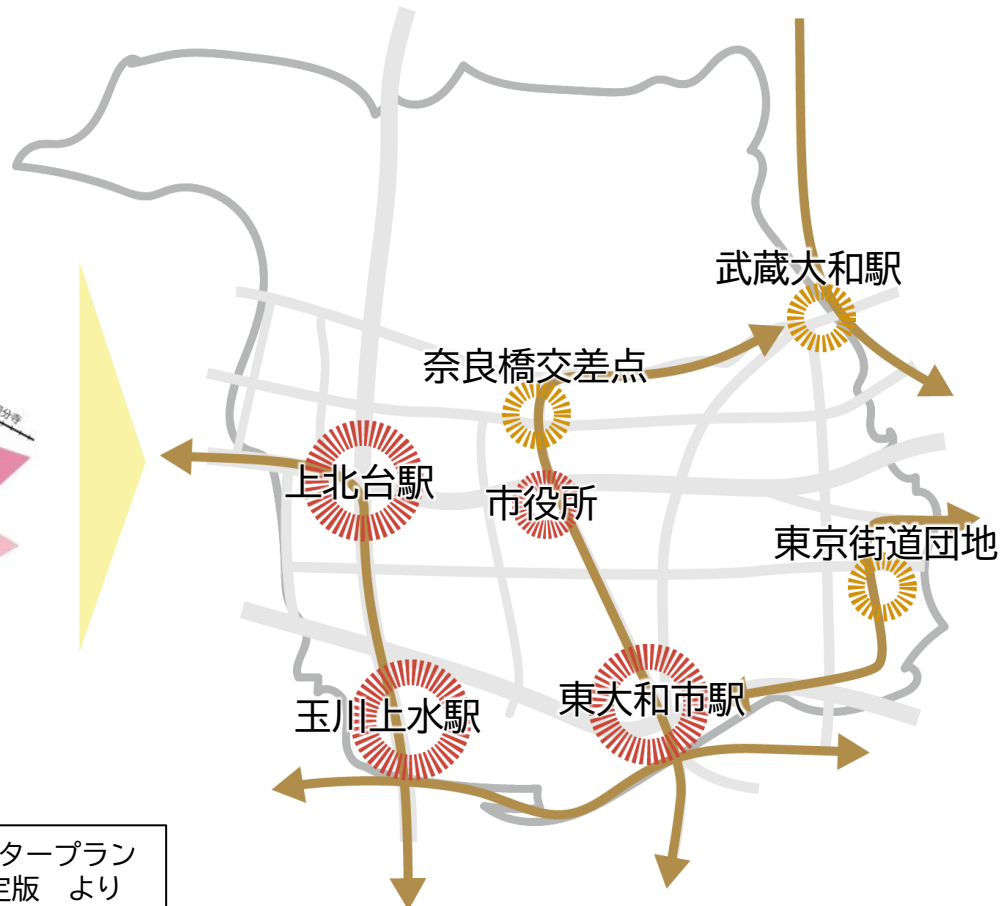 武蔵大和駅
奈良橋交差点
上北台駅
市役所
東京街道団地
玉川上水駅
東大和市駅
タープラン
定版　より